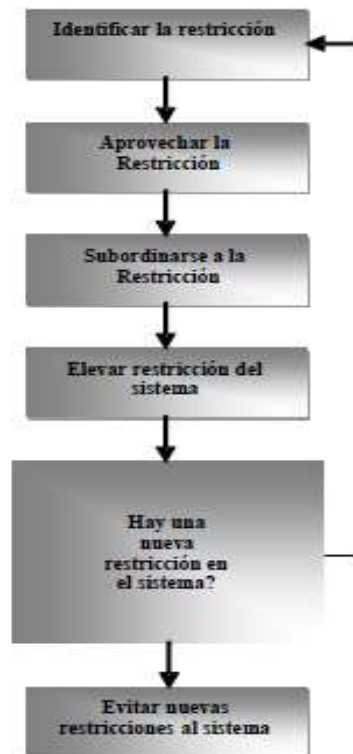 Identificar la restricción
Aprovechar la
Restricción
Subordinarse a la
Restricción
Elevar restricción del
sistema
Hay una
nueva
restricción en
el sistema?
Evitar nuevas
restricciones al sistema